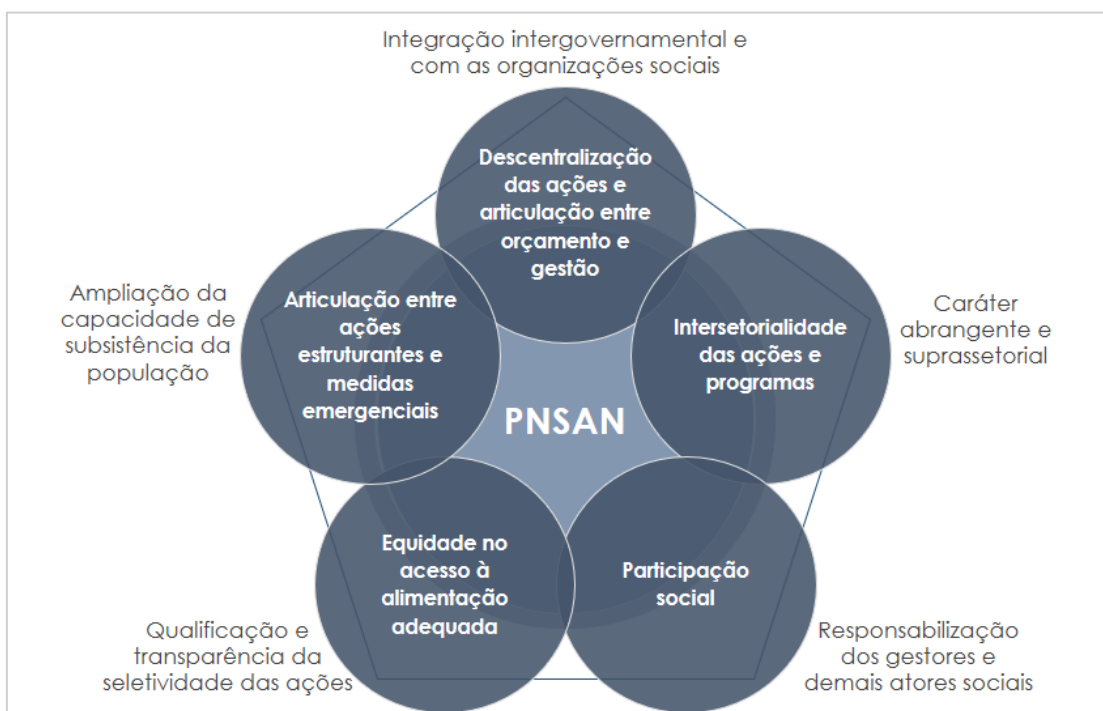 Integração intergovernamental e
com as organizações sociais
Descentralização
das ações e
articulação entre
orçamento e
gestão
Ampliação da
capacidade de
subsistência da
população
Articulação entre
ações
estruturantes e
medidas
emergenciais
Intersetorialidade
das ações e
programas
Caráter
abrangente e
suprassetorial
PNSAN
Equidade no
acesso à
alimentação
adequada
Participação
social
Qualificação e
transparência da
seletividade das ações
Responsabilização
dos gestores e
demais atores sociais